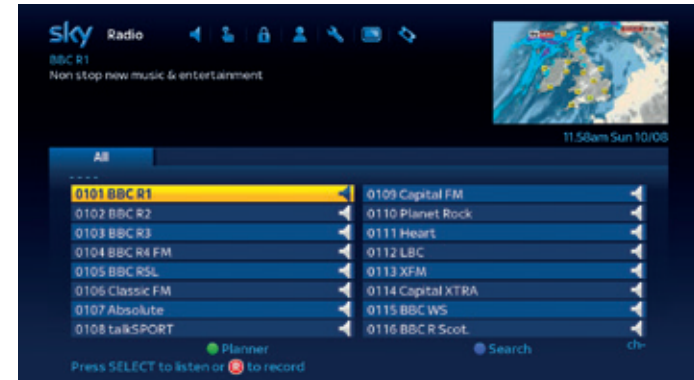 sky Radio
BBC R1
Non stop new music & entertainment
11.58am Sun 10/08
All
0101 BBC R1
0102 BBC R2
0103 BBC R3
0104 BBC R4 FM
0105 BBC R5L
0106 Classic FM
0107 Absolute
0108 talkSPORT
0109 Capital FM
0110 Planet Rock
0111 Heart
0112 LBC
0113 XFM
0114 Capital XTRA
0115 BBC WS
0116 BBC R Scot.
Planner
Search
ch-
Press SELECT to listen or R to record